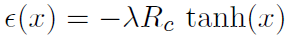 ϵ(x) = −λR_c tanh(x)